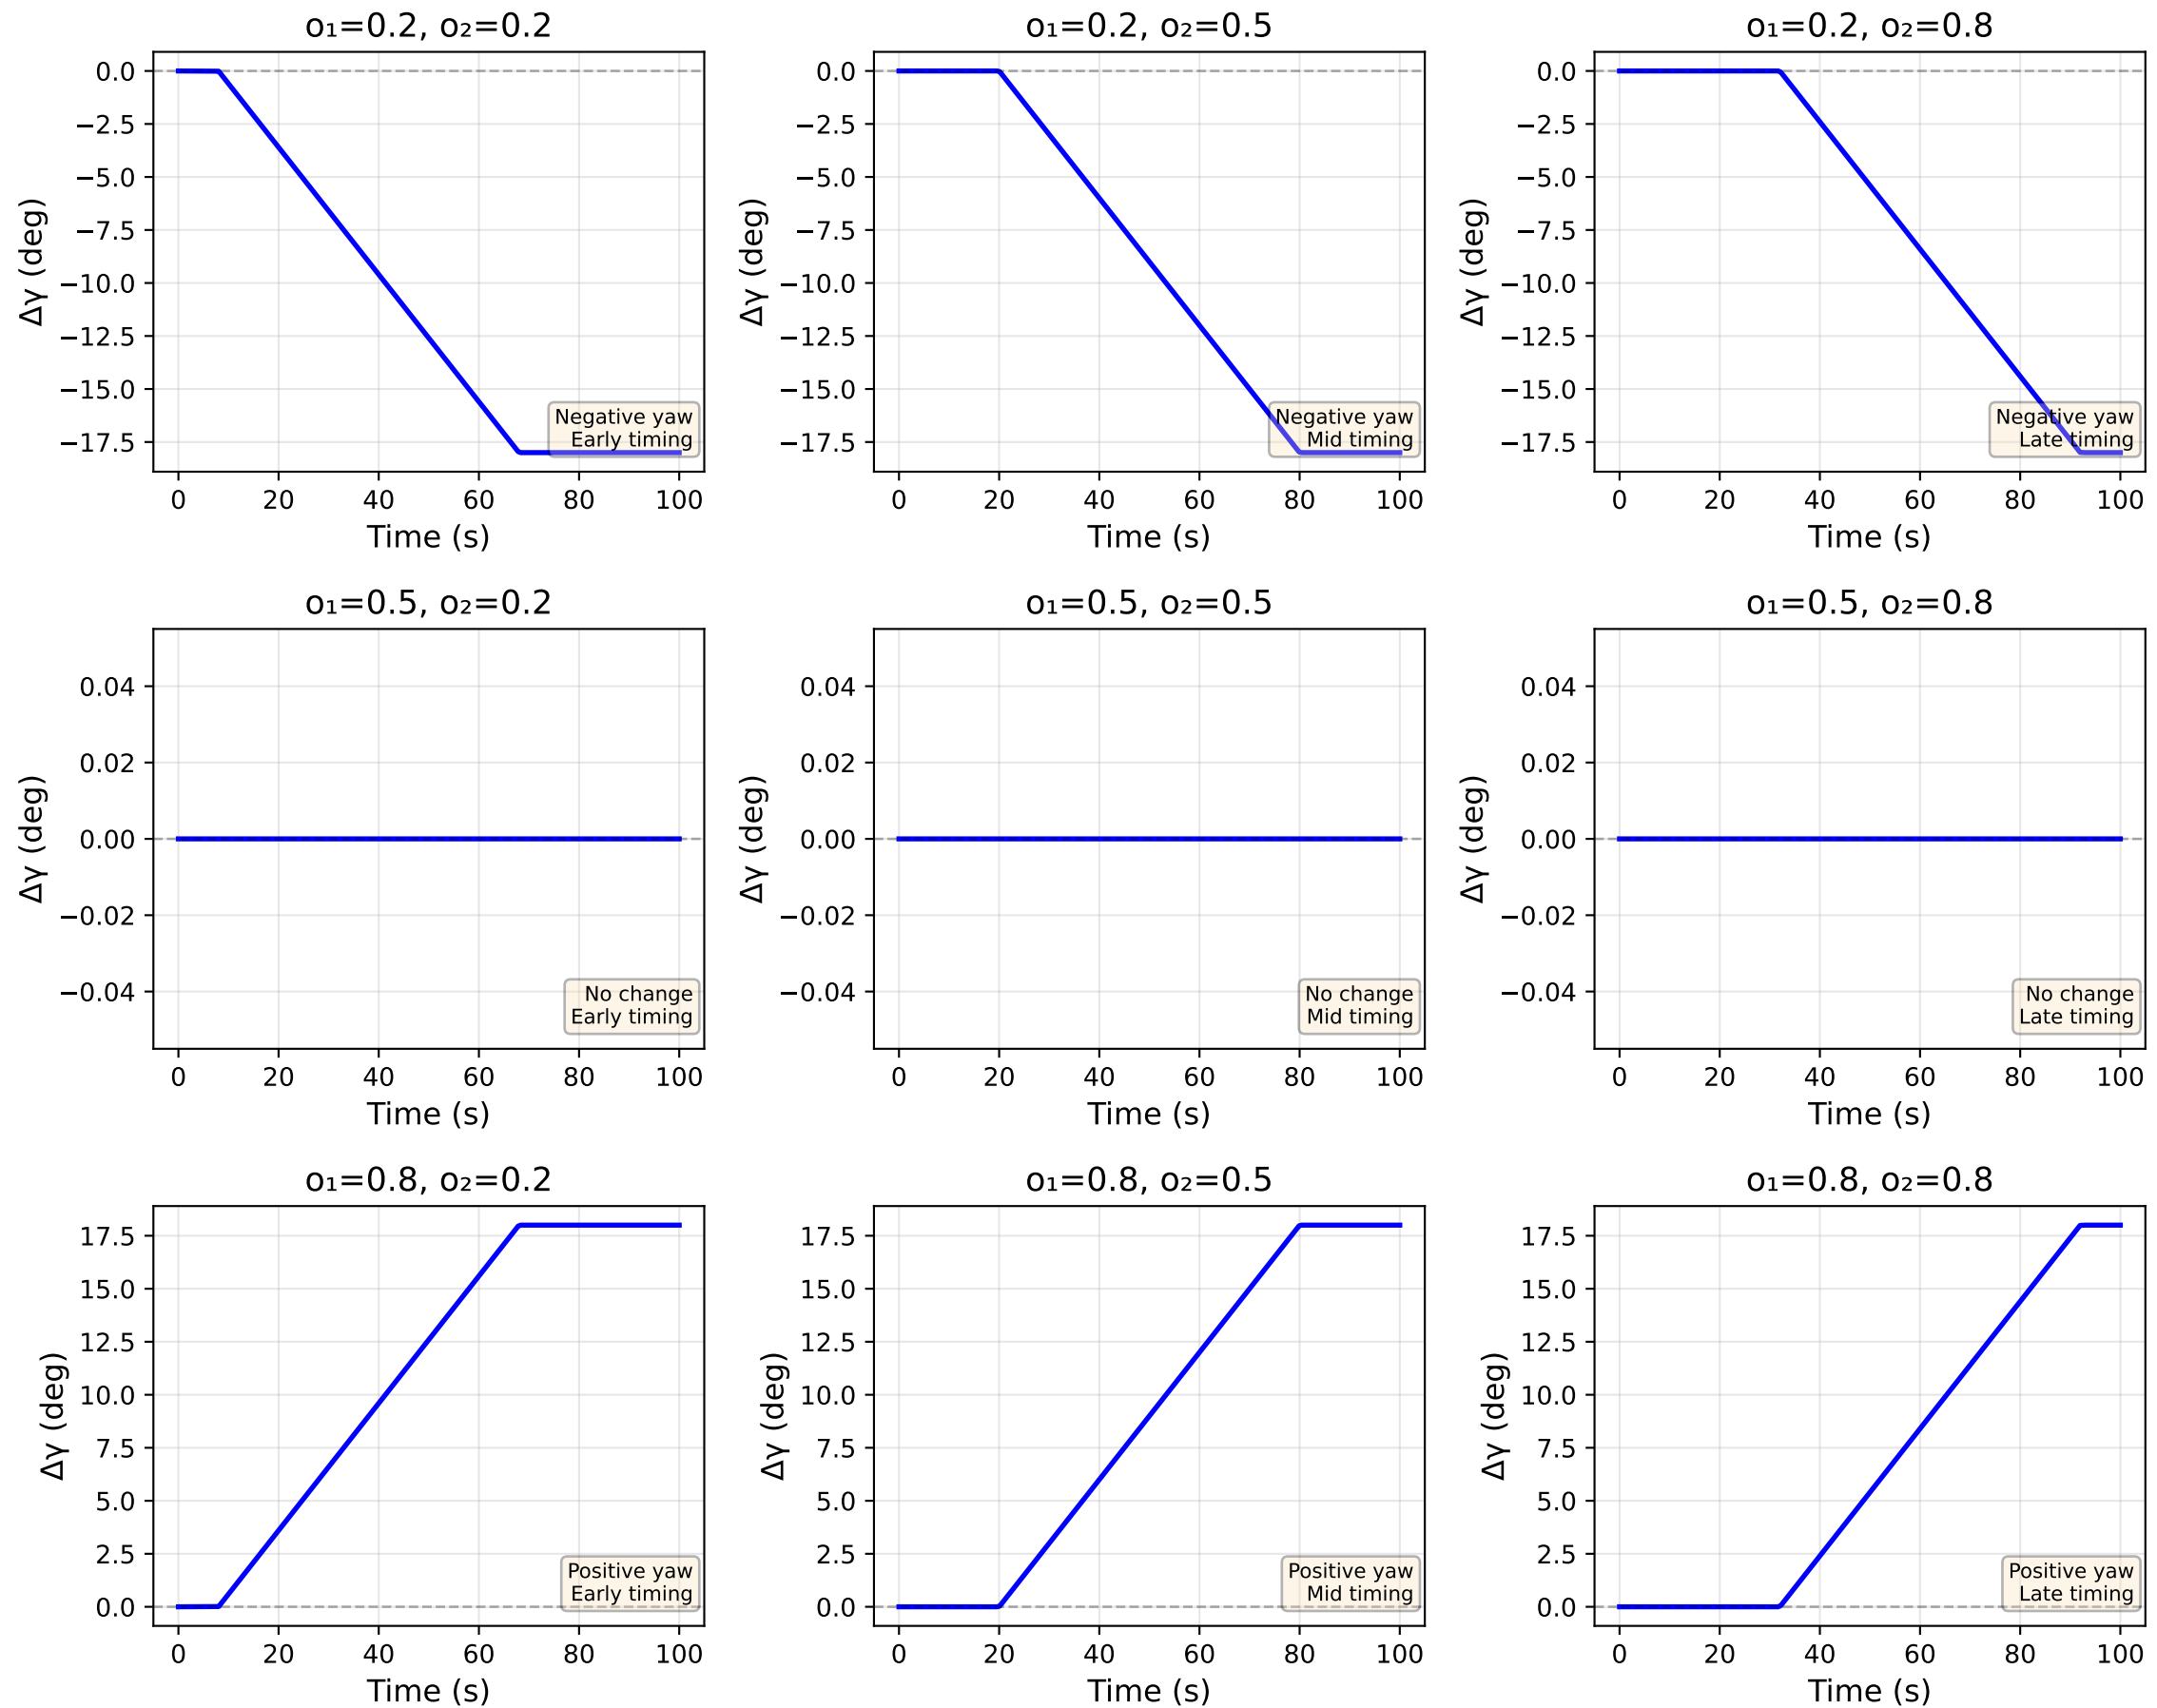 o₁=0.2, o₂=0.2
0.0
−2.5
−5.0
−7.5
−10.0
−12.5
−15.0
−17.5
Δγ (deg)
Negative yaw
Early timing
0 20 40 60 80 100
Time (s)
o₁=0.2, o₂=0.5
0.0
−2.5
−5.0
−7.5
−10.0
−12.5
−15.0
−17.5
Δγ (deg)
Negative yaw
Mid timing
0 20 40 60 80 100
Time (s)
o₁=0.2, o₂=0.8
0.0
−2.5
−5.0
−7.5
−10.0
−12.5
−15.0
−17.5
Δγ (deg)
Negative yaw
Late timing
0 20 40 60 80 100
Time (s)
o₁=0.5, o₂=0.2
0.04
0.02
0.00
−0.02
−0.04
Δγ (deg)
No change
Early timing
0 20 40 60 80 100
Time (s)
o₁=0.5, o₂=0.5
0.04
0.02
0.00
−0.02
−0.04
Δγ (deg)
No change
Mid timing
0 20 40 60 80 100
Time (s)
o₁=0.5, o₂=0.8
0.04
0.02
0.00
−0.02
−0.04
Δγ (deg)
No change
Late timing
0 20 40 60 80 100
Time (s)
o₁=0.8, o₂=0.2
17.5
15.0
12.5
10.0
7.5
5.0
2.5
0.0
Δγ (deg)
Positive yaw
Early timing
0 20 40 60 80 100
Time (s)
o₁=0.8, o₂=0.5
17.5
15.0
12.5
10.0
7.5
5.0
2.5
0.0
Δγ (deg)
Positive yaw
Mid timing
0 20 40 60 80 100
Time (s)
o₁=0.8, o₂=0.8
17.5
15.0
12.5
10.0
7.5
5.0
2.5
0.0
Δγ (deg)
Positive yaw
Late timing
0 20 40 60 80 100
Time (s)